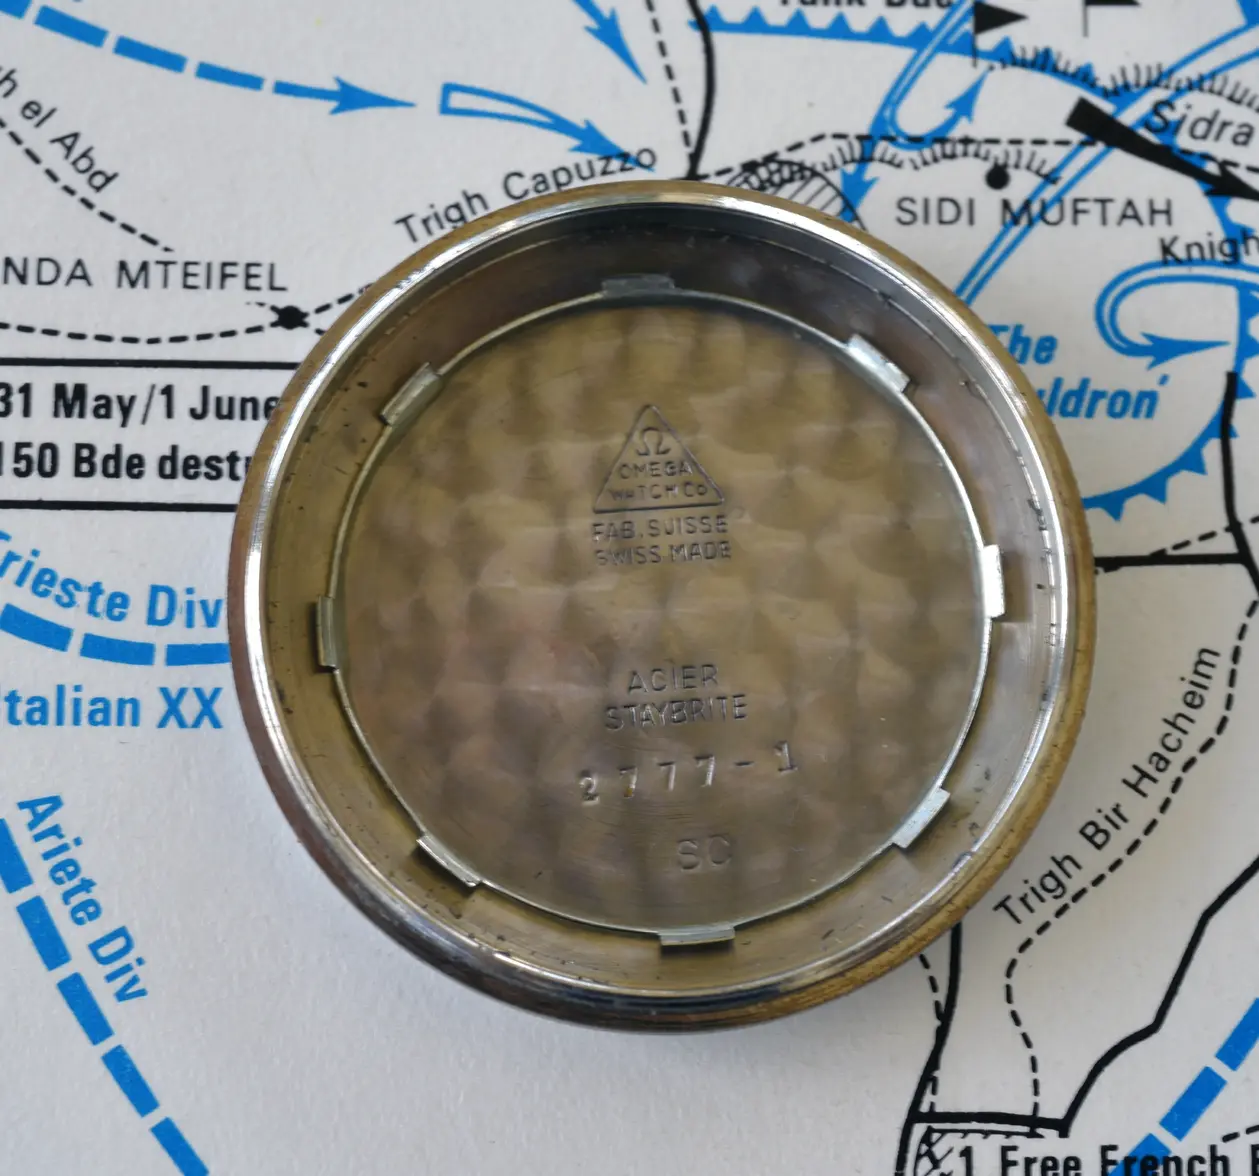 el Abd
Trigh Capuzzo
Sidra
SIDI MUFTAH
NDA MTEIFEL
Knigh
The
uldron'
31 May/1 June
150 Bde dest
Ω
OMEGA
WATCH Co
FAB. SUISSE
SWISS MADE
rieste Div
talian XX
ACIER
STAYBRITE
2777-1
SC
Ariete Div
Trigh Bir Hacheim
1 Free French